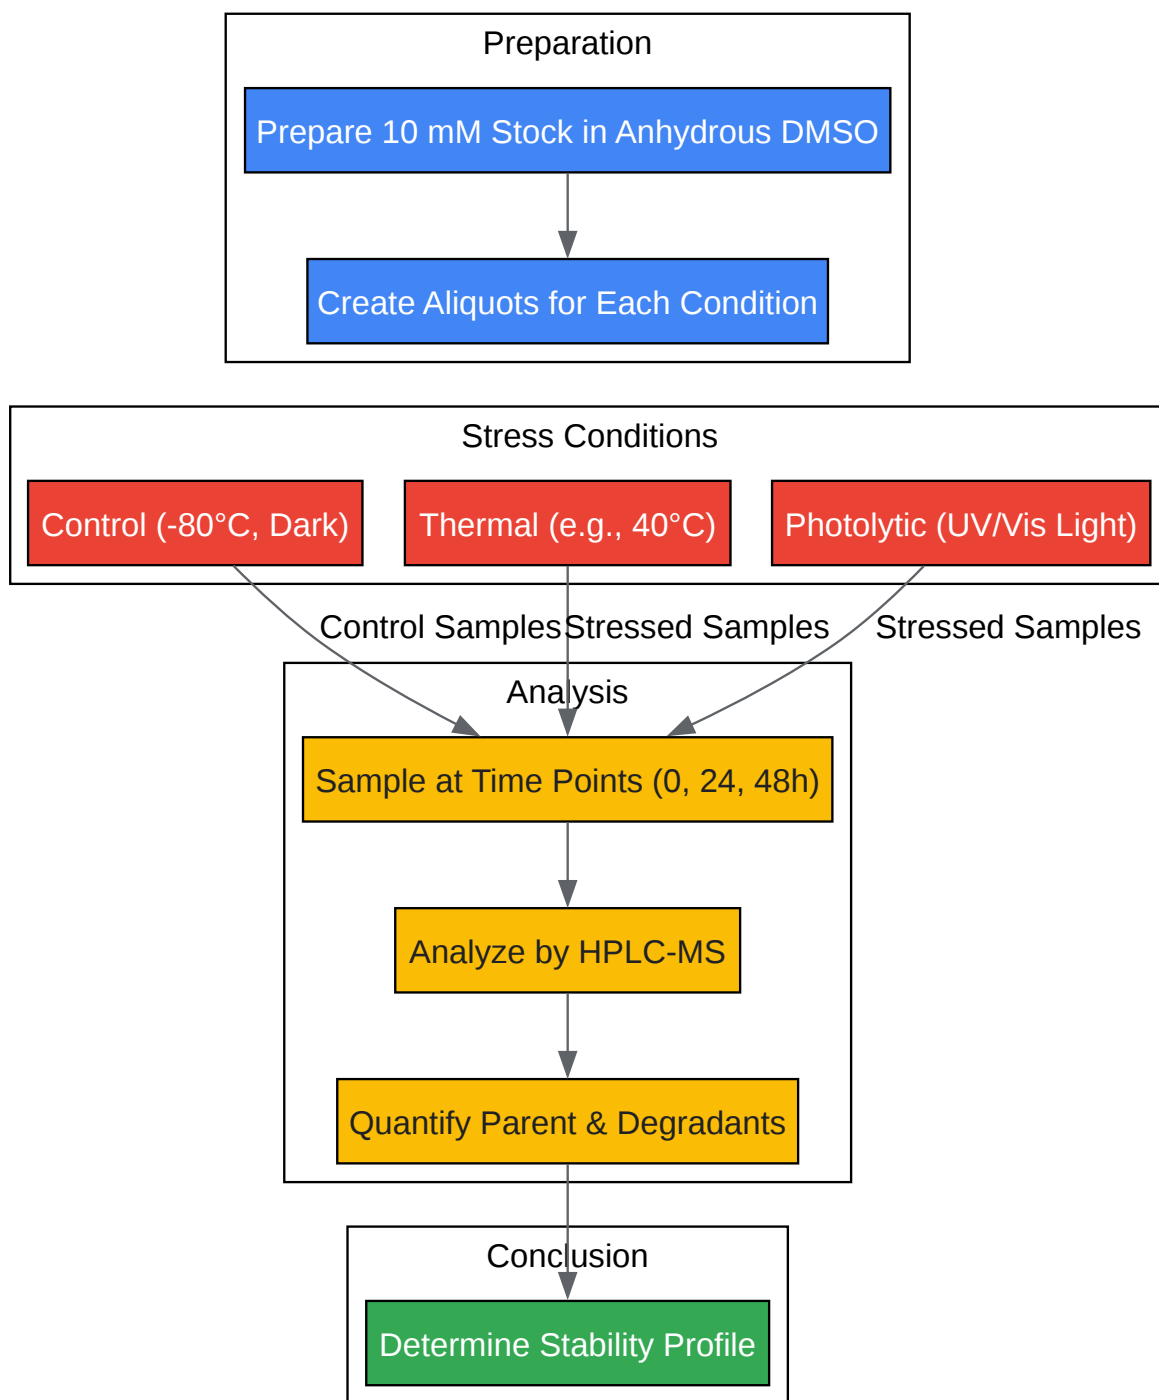 Preparation
Prepare 10 mM Stock in Anhydrous DMSO
Create Aliquots for Each Condition
Stress Conditions
Control (-80°C, Dark)
Thermal (e.g., 40°C)
Photolytic (UV/Vis Light)
Control Samples
Stressed Samples
Stressed Samples
Analysis
Sample at Time Points (0, 24, 48h)
Analyze by HPLC-MS
Quantify Parent & Degradants
Conclusion
Determine Stability Profile